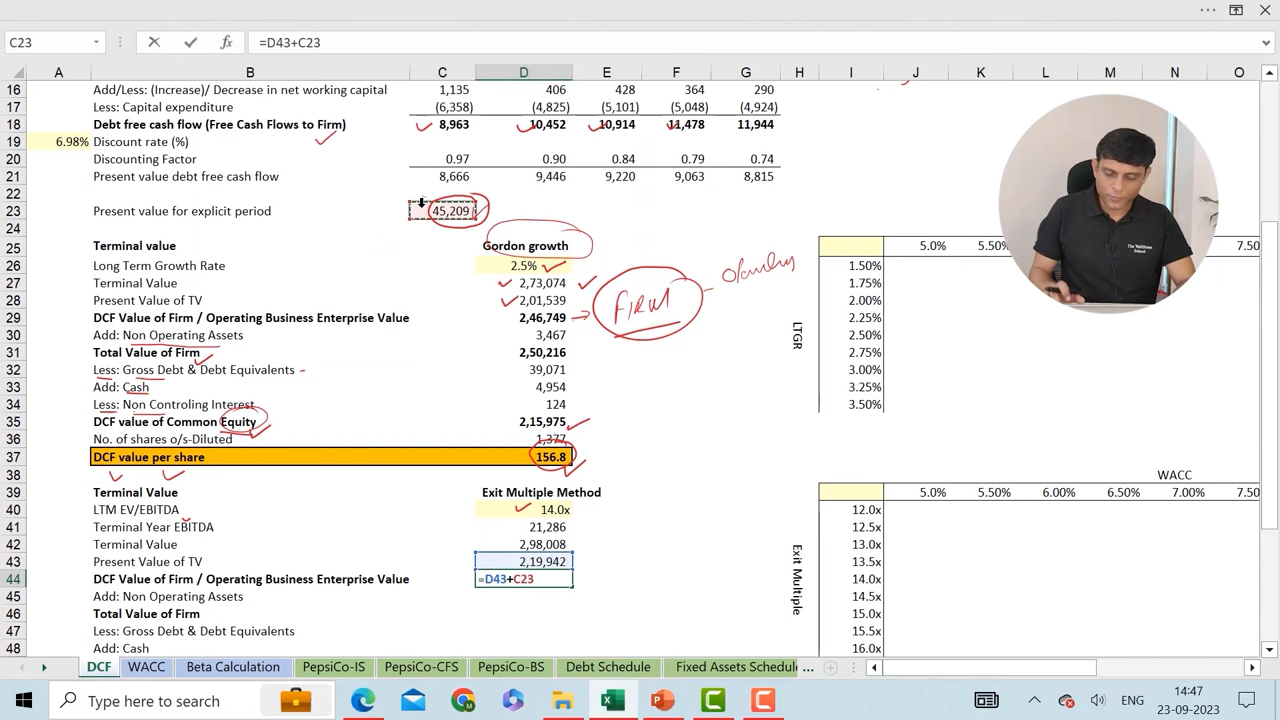 C23 =D43+C23
A B C D E F G H I J K L M N O
16 Add/Less: (Increase)/ Decrease in net working capital 1,135 406 428 364 290
17 Less: Capital expenditure (6,358) (4,825) (5,101) (5,048) (4,924)
18 Debt free cash flow (Free Cash Flows to Firm) 8,963 10,452 10,914 11,478 11,944
19 6.98% Discount rate (%)
20 Discounting Factor 0.97 0.90 0.84 0.79 0.74
21 Present value debt free cash flow 8,666 9,446 9,220 9,063 8,815
22
23 Present value for explicit period 45,209
24
25 Terminal value Gordon growth 5.0% 5.50% 7.50
26 Long Term Growth Rate 2.5% 1.50%
27 Terminal Value 2,73,074 1.75%
28 Present Value of TV 2,01,539 FIRM 2.00%
29 DCF Value of Firm / Operating Business Enterprise Value 2,46,749 2.25%
30 Add: Non Operating Assets 3,467 LTGR 2.50%
31 Total Value of Firm 2,50,216 2.75%
32 Less: Gross Debt & Debt Equivalents 39,071 3.00%
33 Add: Cash 4,954 3.25%
34 Less: Non Controling Interest 124 3.50%
35 DCF value of Common Equity 2,15,975
36 No. of shares o/s-Diluted 1,377
37 DCF value per share 156.8
38 WACC
39 Terminal Value Exit Multiple Method 5.0% 5.50% 6.00% 6.50% 7.00% 7.50
40 LTM EV/EBITDA 14.0x 12.0x
41 Terminal Year EBITDA 21,286 12.5x
42 Terminal Value 2,98,008 13.0x
43 Present Value of TV 2,19,942 13.5x
44 DCF Value of Firm / Operating Business Enterprise Value =D43+C23 Exit Multiple 14.0x
45 Add: Non Operating Assets 14.5x
46 Total Value of Firm 15.0x
47 Less: Gross Debt & Debt Equivalents 15.5x
48 Add: Cash 16.0x
The WallStreet School
DCF WACC Beta Calculation PepsiCo-IS PepsiCo-CFS PepsiCo-BS Debt Schedule Fixed Assets Schedul ...
Type here to search ENG 14:47
23-09-2023